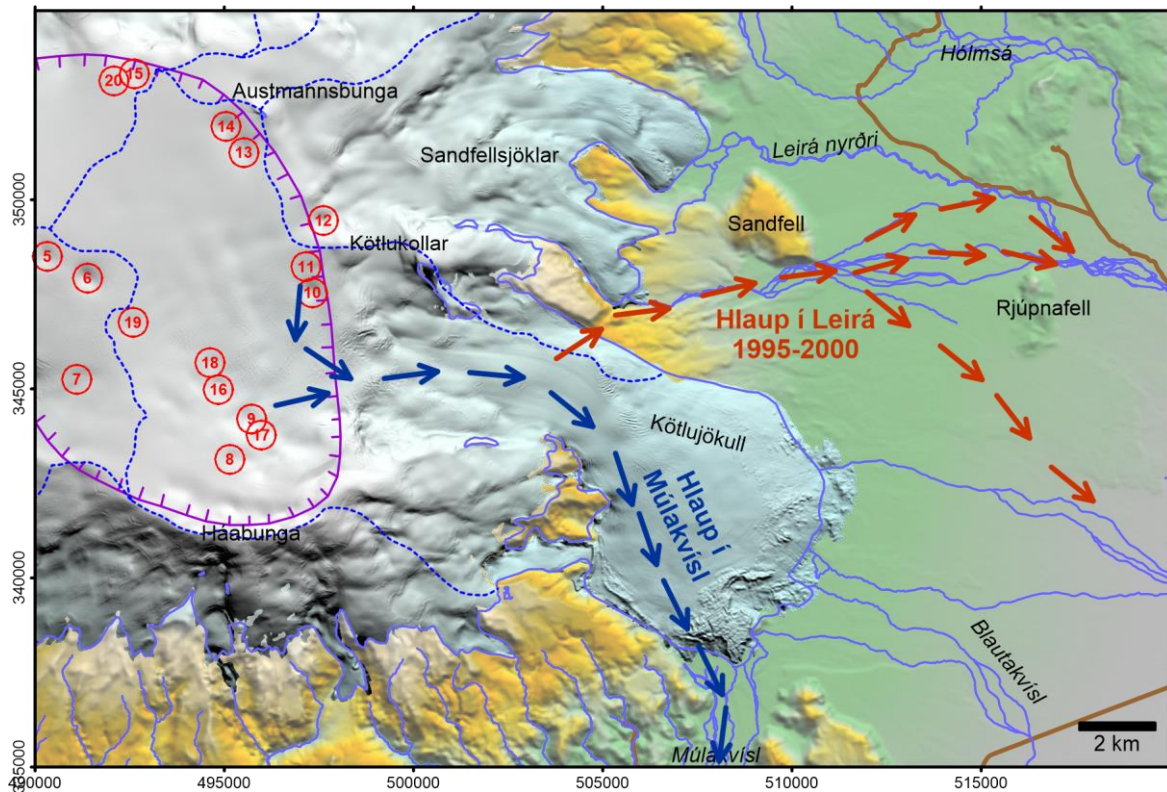 Hólmsá
15
20
Austmannsbunga
14
13
Sandfellsjöklar
Leirá nyrðri
350000
12
Sandfell
Kötlukollar
5
11
6
10
Rjúpnafell
19
Hlaup í Leirá
1995-2000
18
345000
7
16
9
Kötlujökull
17
8
Hlaup í
Múlakvísl
Háabunga
340000
Blautakvísl
2 km
Múlakvísl
335000
490000
495000
500000
505000
510000
515000